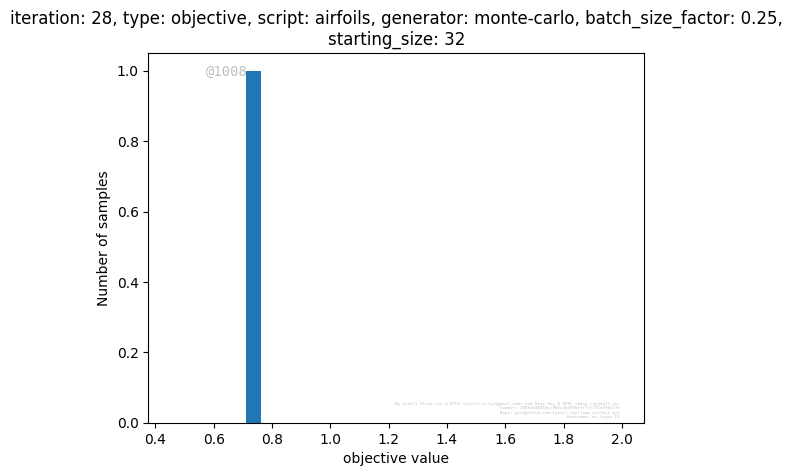 iteration: 28, type: objective, script: airfoils, generator: monte-carlo, batch_size_factor: 0.25,
starting_size: 32
@1008
1.0
0.8
0.6
0.4
0.2
0.0
Number of samples
0.4 0.6 0.8 1.0 1.2 1.4 1.6 1.8 2.0
objective value